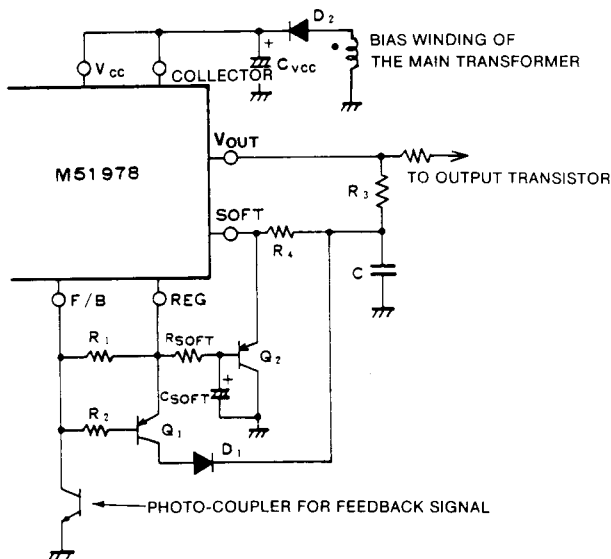 D2
BIAS WINDING OF
THE MAIN TRANSFORMER
+
CVCC
VCC
COLLECTOR
VOUT
M51978
TO OUTPUT TRANSISTOR
R3
SOFT
R4
C
F/B
REG
R1
RSOFT
Q2
+
CSOFT
R2
Q1
D1
PHOTO-COUPLER FOR FEEDBACK SIGNAL